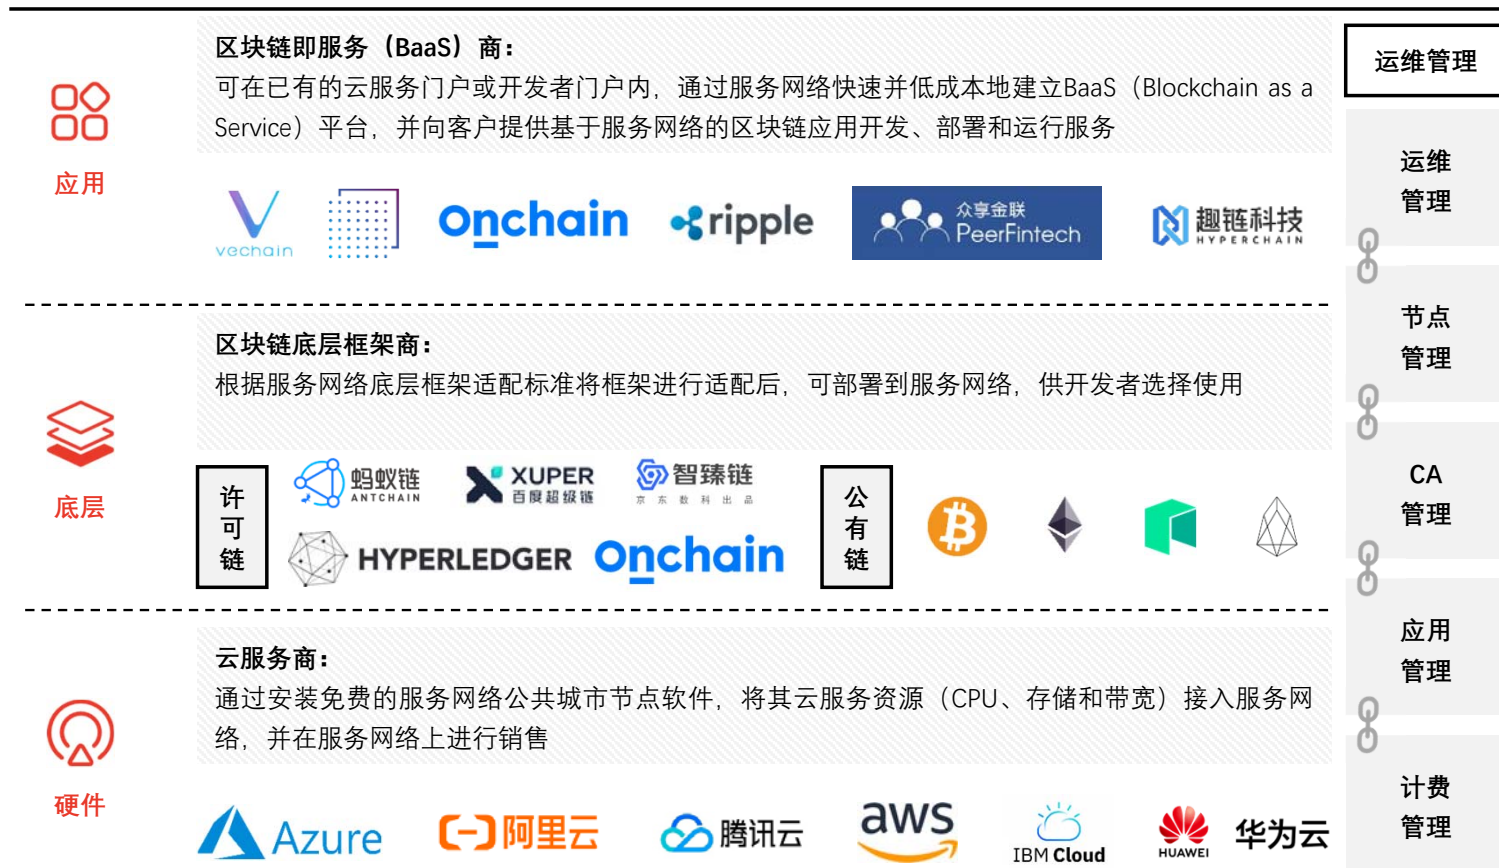 区块链即服务（BaaS）商：
可在已有的云服务门户或开发者门户内，通过服务网络快速并低成本地建立BaaS（Blockchain as a
Service）平台，并向客户提供基于服务网络的区块链应用开发、部署和运行服务
应用
vechain
Onchain
ripple
众享金联
PeerFintech
趣链科技
HYPERCHAIN
区块链底层框架商：
根据服务网络底层框架适配标准将框架进行适配后，可部署到服务网络，供开发者选择使用
底层
许
可
链
蚂蚁链
ANTCHAIN
XUPER
百度超级链
智臻链
京东数科出品
HYPERLEDGER
Onchain
公
有
链
云服务商：
通过安装免费的服务网络公共城市节点软件，将其云服务资源（CPU、存储和带宽）接入服务网
络，并在服务网络上进行销售
硬件
Azure
阿里云
腾讯云
aws
IBM Cloud
HUAWEI
华为云
运维管理
运维
管理
节点
管理
CA
管理
应用
管理
计费
管理